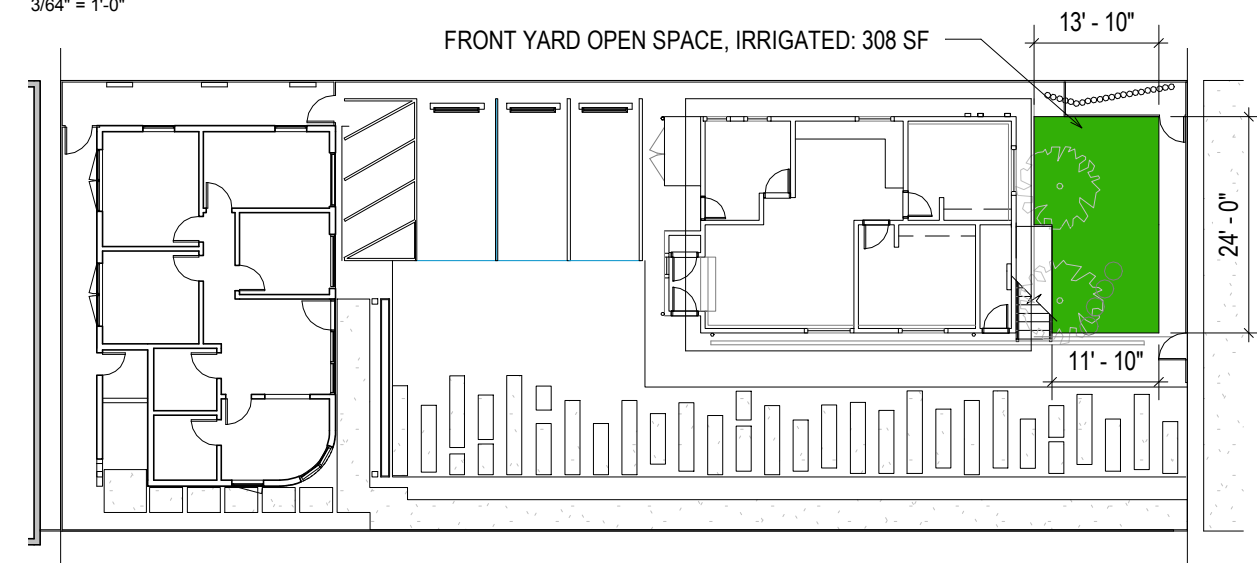 3/64" = 1'-0"
13' - 10"
FRONT YARD OPEN SPACE, IRRIGATED: 308 SF
24' - 0"
11' - 10"